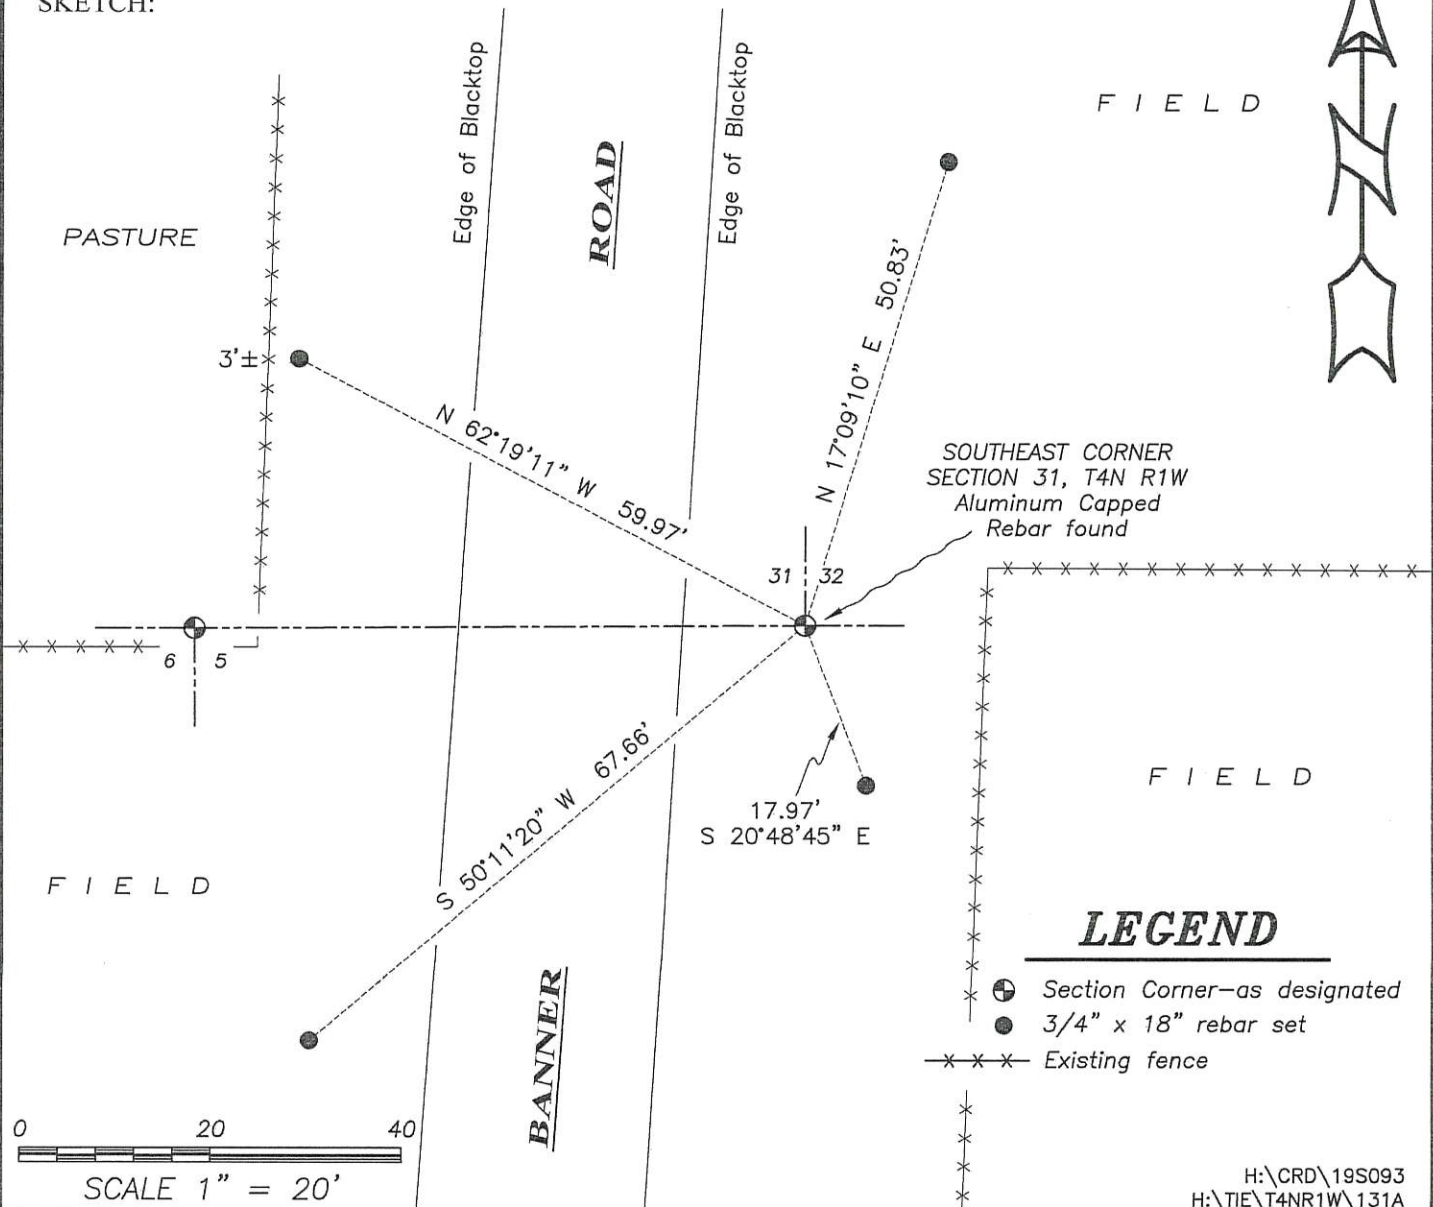 SKETCH:
Edge of Blacktop
Edge of Blacktop
ROAD
F I E L D
N
PASTURE
3'±
N 62°19'11" W 59.97'
N 17°09'10" E 50.83'
SOUTHEAST CORNER
SECTION 31, T4N R1W
Aluminum Capped
Rebar found
31 32
6 5
S 50°11'20" W 67.66'
17.97'
S 20°48'45" E
F I E L D
F I E L D
BANNER
LEGEND
Section Corner-as designated
3/4" x 18" rebar set
Existing fence
0 20 40
SCALE 1" = 20'
H:\CRD\19S093
H:\TIE\T4NR1W\131A